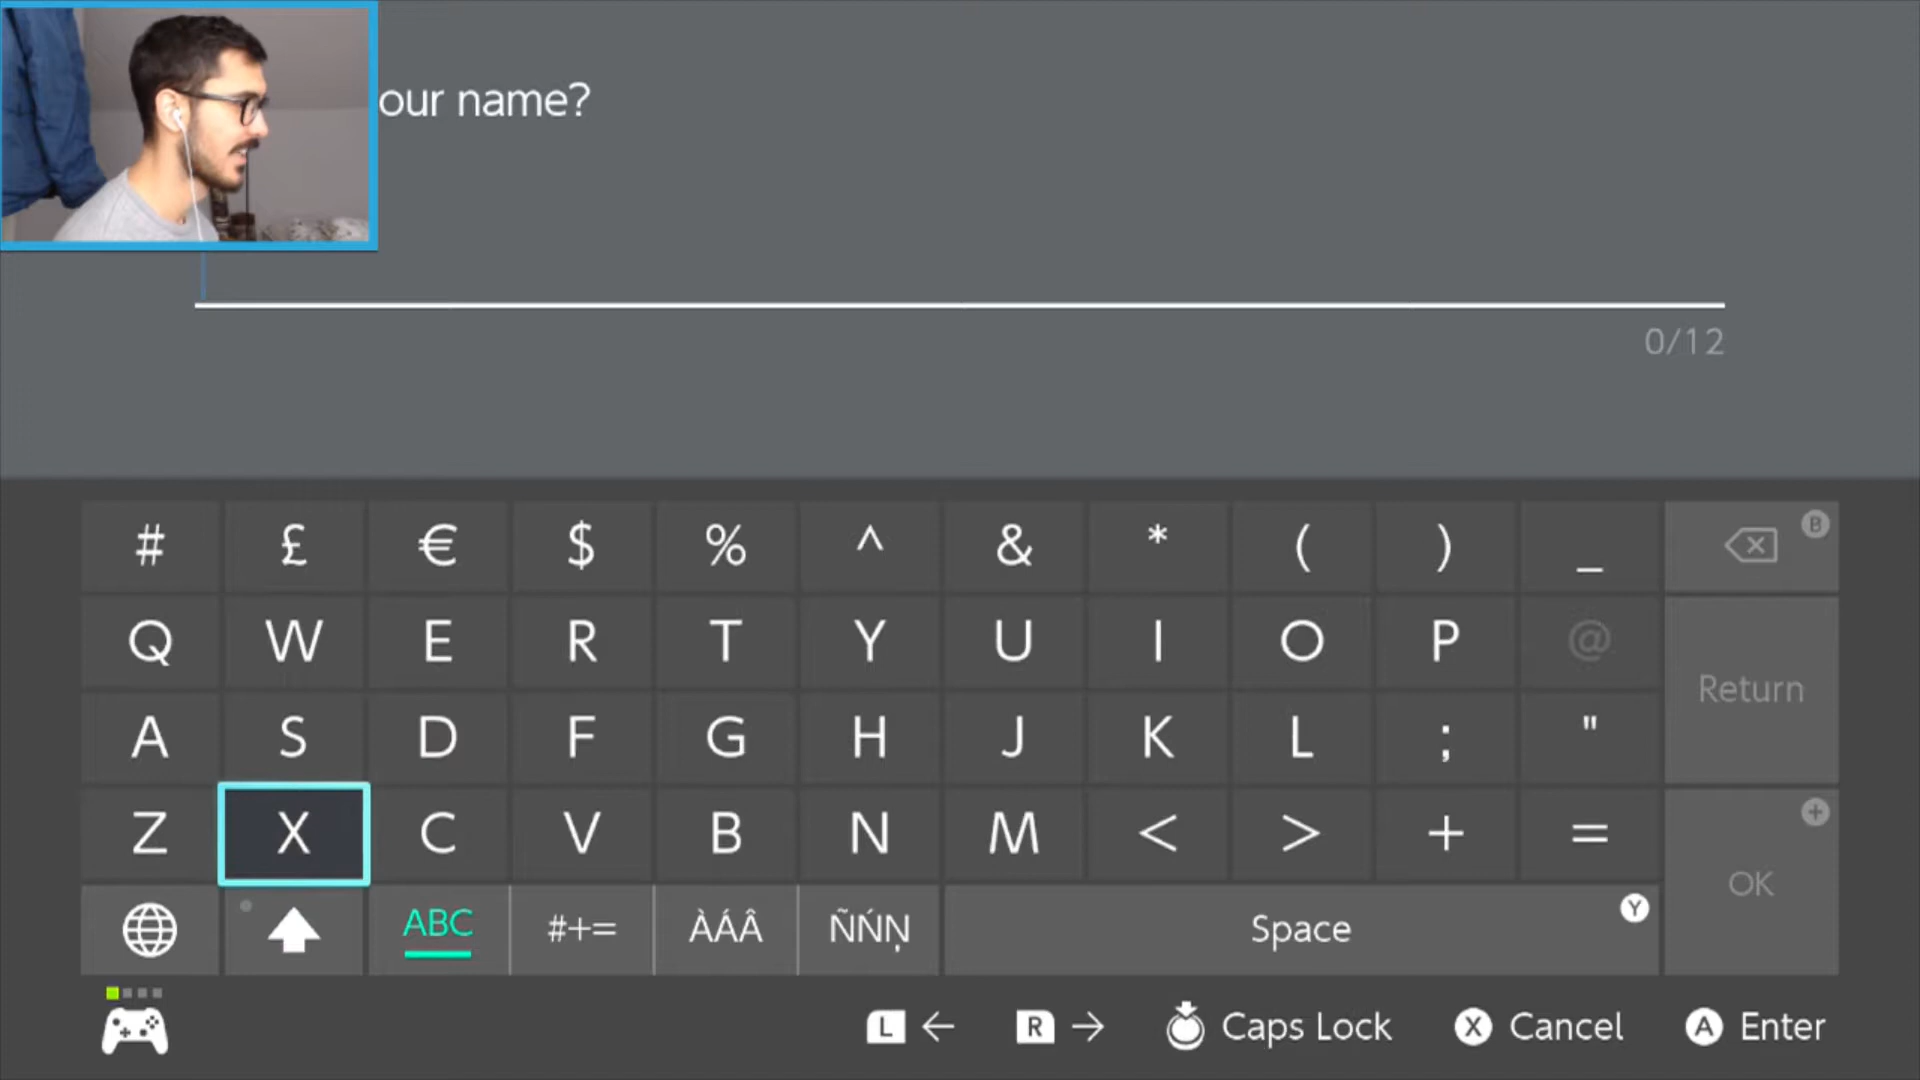 our name?
0/12
# £ € $ % ^ & * ( ) _ B
Q W E R T Y U I O P @ Return
A S D F G H J K L ; "
Z X C V B N M < > + = OK
ABC #+= ÀÁÂ ÑŃŅ Space Y
L ← R → Caps Lock X Cancel A Enter